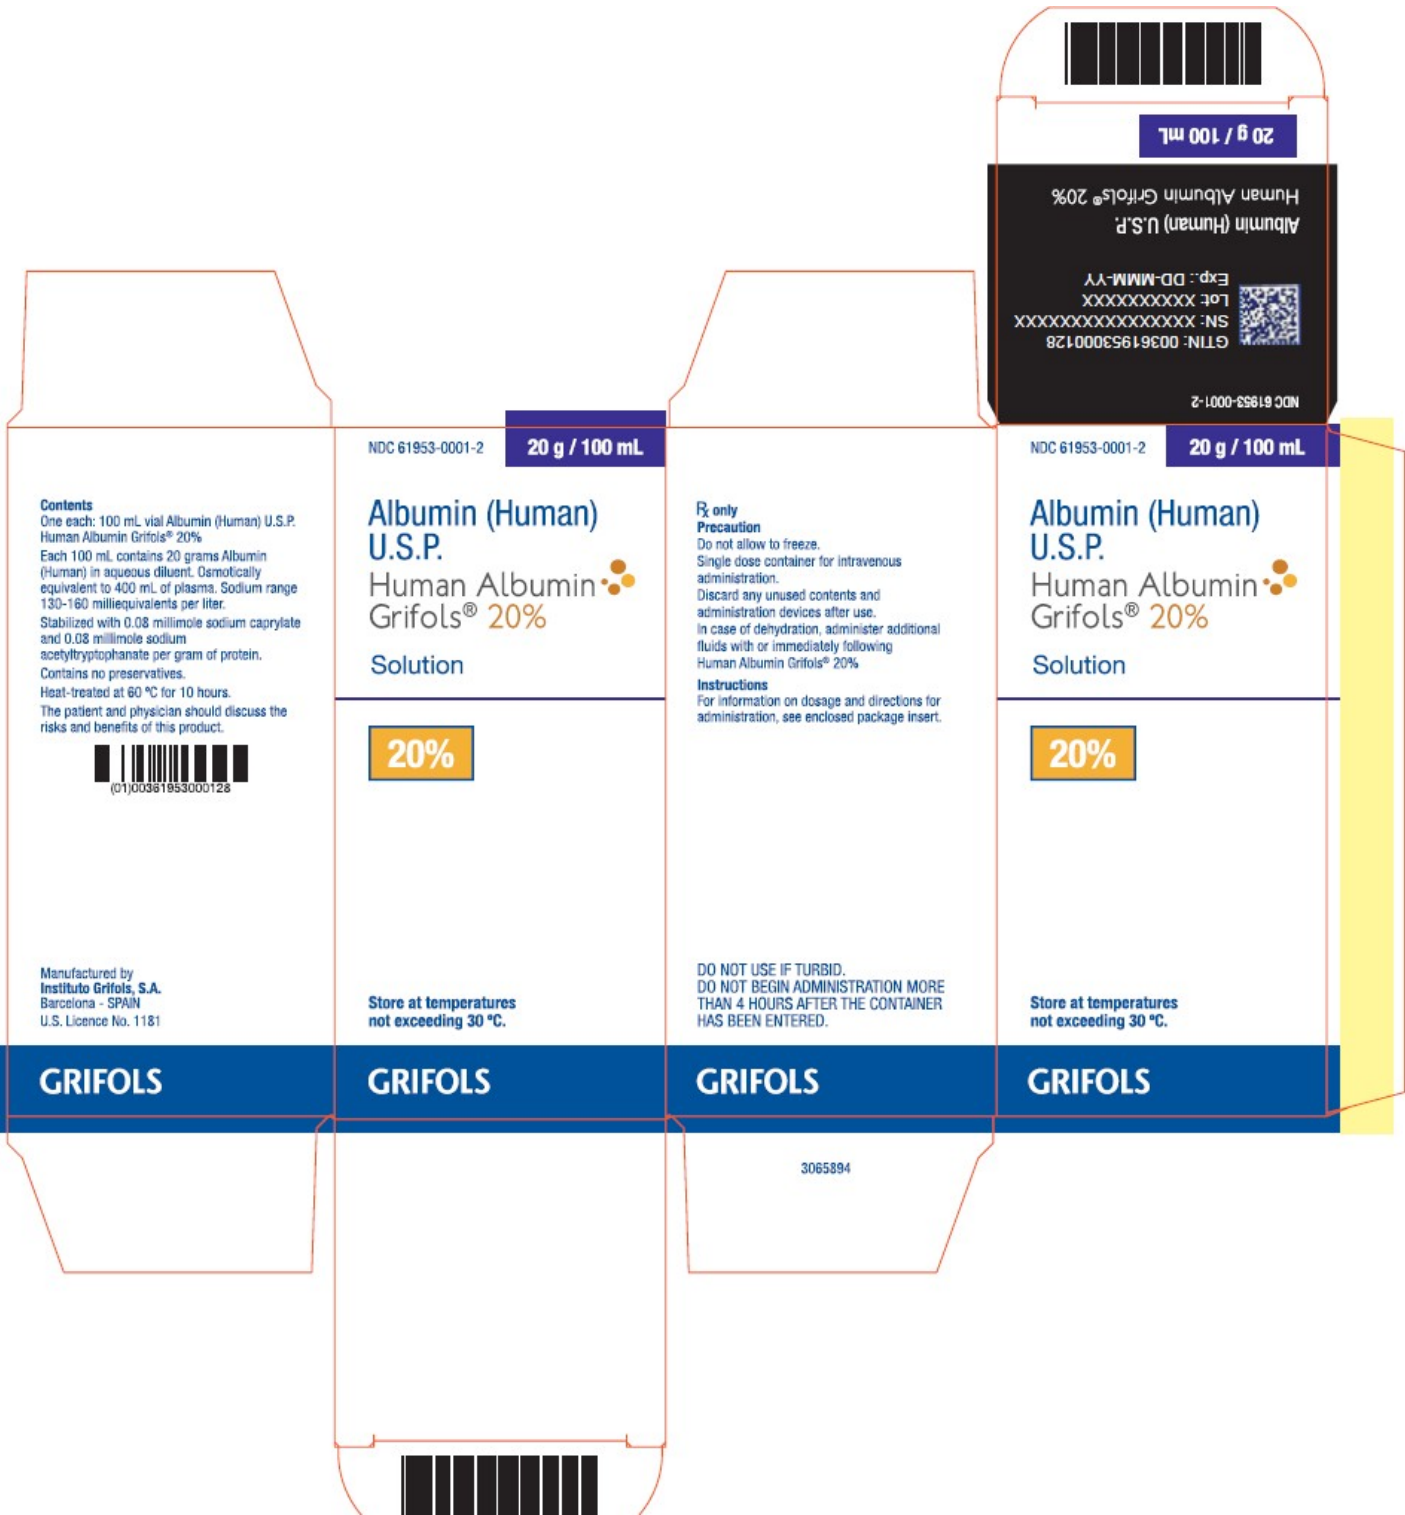 20 g / 100 mL
Human Albumin Grifols® 20%
Albumin (Human) U.S.P.
Exp.: DD-MMM-YY
Lot: XXXXXXXXXX
SN: XXXXXXXXXXXXXXXX
GTIN: 00361953000128
NDC 61953-0001-2
Contents
One each: 100 mL vial Albumin (Human) U.S.P.
Human Albumin Grifols® 20%
Each 100 mL contains 20 grams Albumin
(Human) in aqueous diluent. Osmotically
equivalent to 400 mL of plasma. Sodium range
130-160 milliequivalents per liter.
Stabilized with 0.08 millimole sodium caprylate
and 0.08 millimole sodium
acetyltryptophanate per gram of protein.
Contains no preservatives.
Heat-treated at 60 ºC for 10 hours.
The patient and physician should discuss the
risks and benefits of this product.
(01)00361953000128
Manufactured by
Instituto Grifols, S.A.
Barcelona - SPAIN
U.S. Licence No. 1181
GRIFOLS
NDC 61953-0001-2
20 g / 100 mL
Albumin (Human)
U.S.P.
Human Albumin
Grifols® 20%
Solution
20%
Store at temperatures
not exceeding 30 ºC.
GRIFOLS
℞ only
Precaution
Do not allow to freeze.
Single dose container for intravenous
administration.
Discard any unused contents and
administration devices after use.
In case of dehydration, administer additional
fluids with or immediately following
Human Albumin Grifols® 20%
Instructions
For information on dosage and directions for
administration, see enclosed package insert.
DO NOT USE IF TURBID.
DO NOT BEGIN ADMINISTRATION MORE
THAN 4 HOURS AFTER THE CONTAINER
HAS BEEN ENTERED.
GRIFOLS
3065894
NDC 61953-0001-2
20 g / 100 mL
Albumin (Human)
U.S.P.
Human Albumin
Grifols® 20%
Solution
20%
Store at temperatures
not exceeding 30 ºC.
GRIFOLS